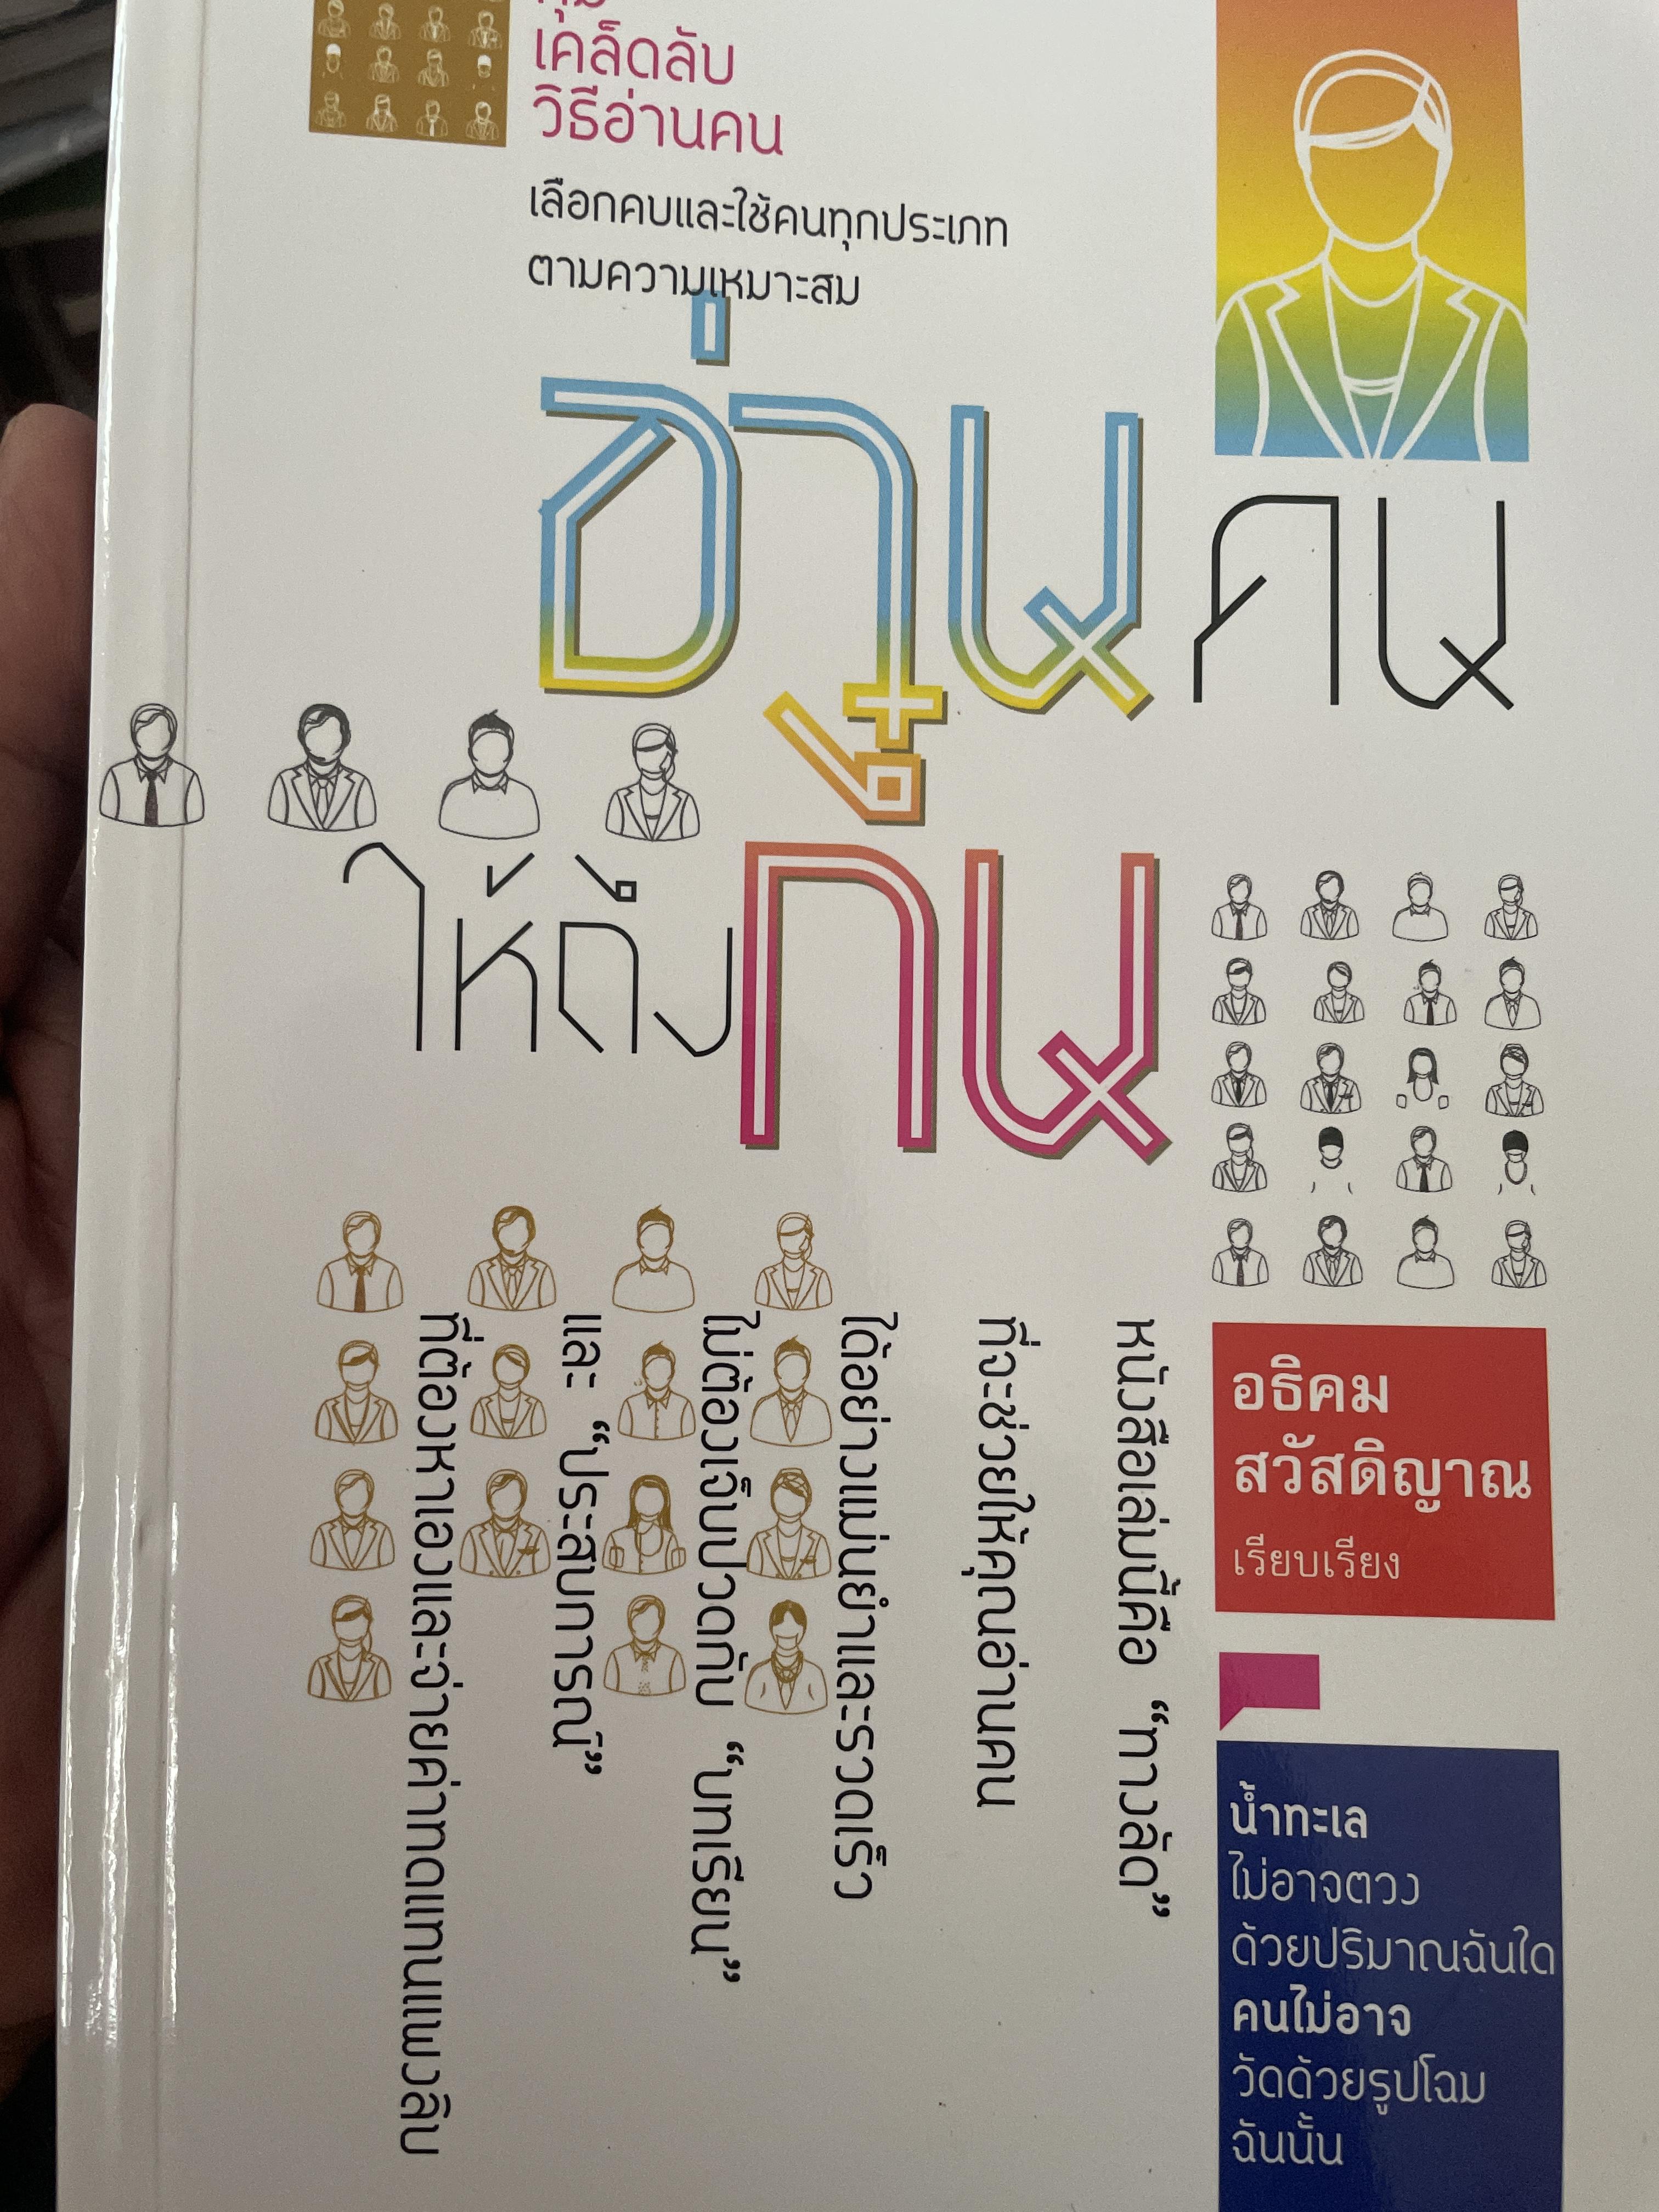 เคล็ดลับ
วิธีอ่านคน
เลือกคบและใช้คนทุกประเภท
ตามความเหมาะสม
อ่านคน
ให้ถึงกึ๋น
หนังสือเล่มนี้คือ “ทางลัด”
ที่จะช่วยให้คุณอ่านคน
ได้อย่างแม่นยำและรวดเร็ว
ไม่ต้องเจ็บปวดกับ “บทเรียน”
และ “ประสบการณ์”
ที่ต้องหาเองและจ่ายค่าทดแทนแพงลิบ
อธิคม
สวัสดิญาณ
เรียบเรียง
น้ำทะเล
ไม่อาจตวง
ด้วยปริมาณฉันใด
คนไม่อาจ
วัดด้วยรูปโฉม
ฉันนั้น